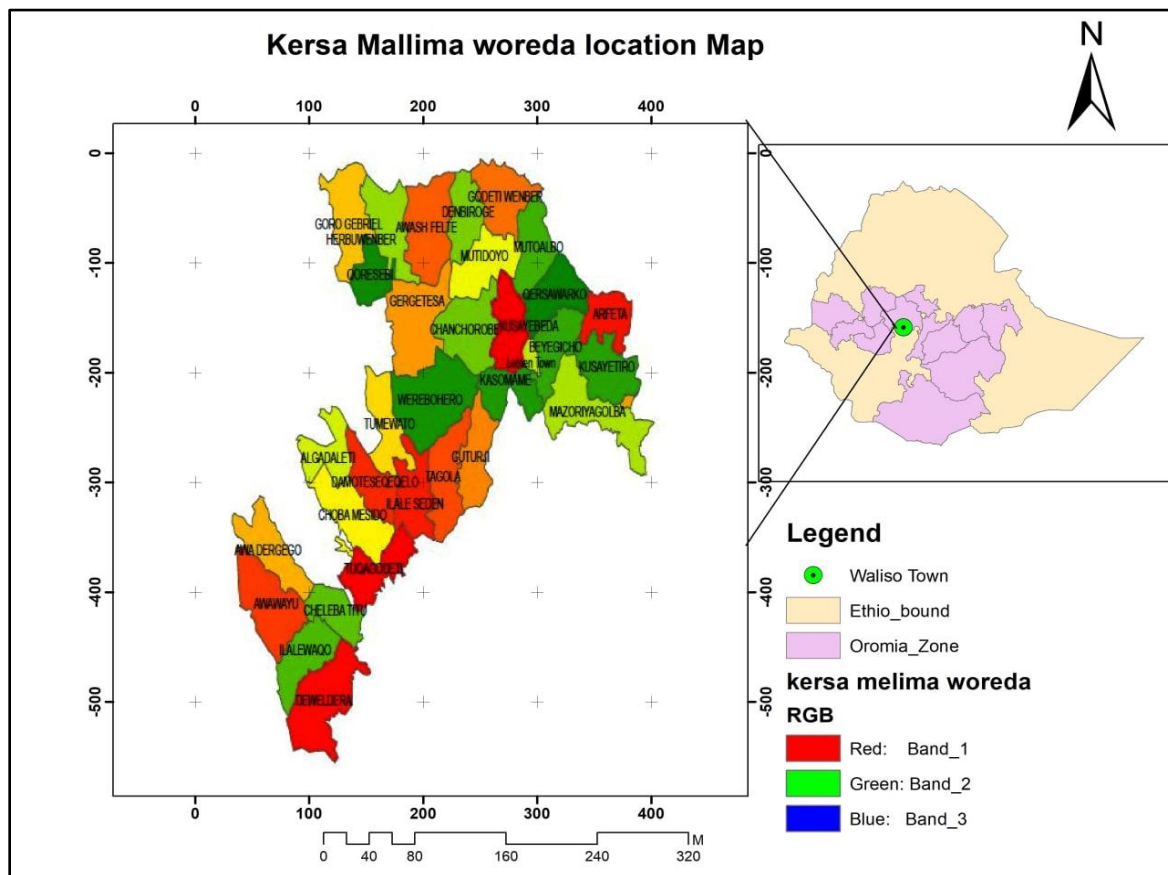 Kersa Mallima woreda location Map
N
0 100 200 300 400
0
-100
-200
-300
-400
-500
0
-100
-200
-300
-400
-500
GORO GEBRIEL
HERBUWENBER
QORESEBI
AWASH FELTE
DENBIROGE
GODETI WENBER
MUTIDOYO
MUTOALBO
GERGETESA
QERSAWARKO
ARFETA
CHANCHOROBE
KUSAYEBEDA
BEYEGICHO
Lemen Town
KUSAYETIRO
KASOMAME
WEREBOHERO
MAZORIYAGOLBA
TUMEWATO
ALGADALETI
GUTURJI
TAGOLA
DAMOTESEQEQELO
ILALE SEDEN
CHOBA MESIDO
AWA DERGEGO
TUQAGODETI
AWAWAYU
CHELEBA TITU
ILALEWAQO
DEWELDERA
0 100 200 300 400
M
0 40 80 160 240 320
Legend
Waliso Town
Ethio_bound
Oromia_Zone
kersa melima woreda
RGB
Red: Band_1
Green: Band_2
Blue: Band_3